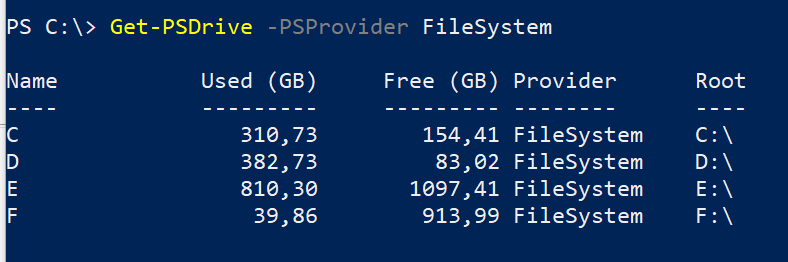 PS C:\> Get-PSDrive -PSProvider FileSystem
Name Used (GB) Free (GB) Provider Root
---- --------- --------- -------- ----
C 310,73 154,41 FileSystem C:\
D 382,73 83,02 FileSystem D:\
E 810,30 1097,41 FileSystem E:\
F 39,86 913,99 FileSystem F:\